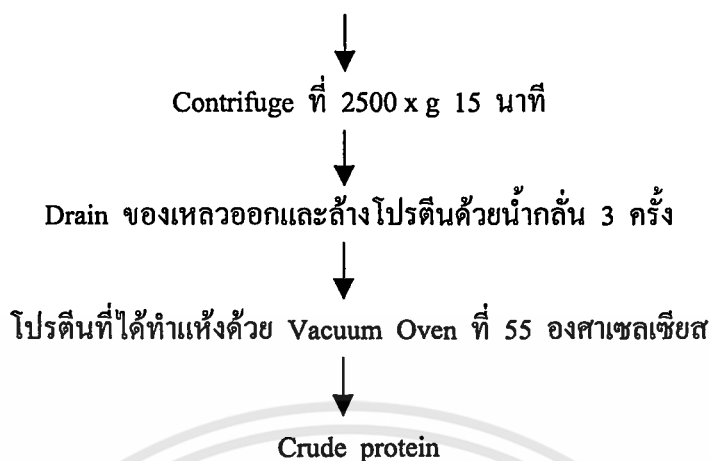 Contrifuge ที่ 2500 x g 15 นาที
Drain ของเหลวออกและล้างโปรตีนด้วยน้ำกลั่น 3 ครั้ง
โปรตีนที่ได้ทำแห้งด้วย Vacuum Oven ที่ 55 องศาเซลเซียส
Crude protein